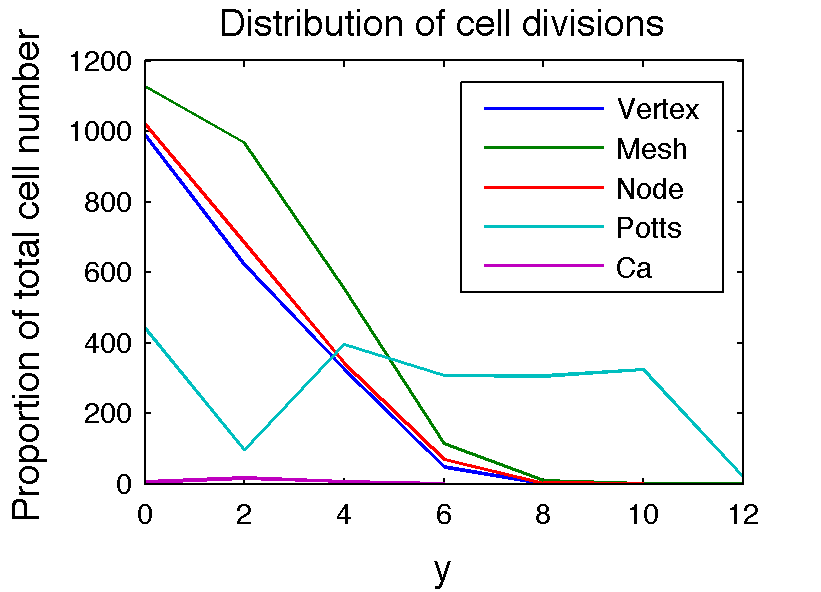 Distribution of cell divisions
Proportion of total cell number
1200
1000
800
600
400
200
0
Vertex
Mesh
Node
Potts
Ca
0 2 4 6 8 10 12
y